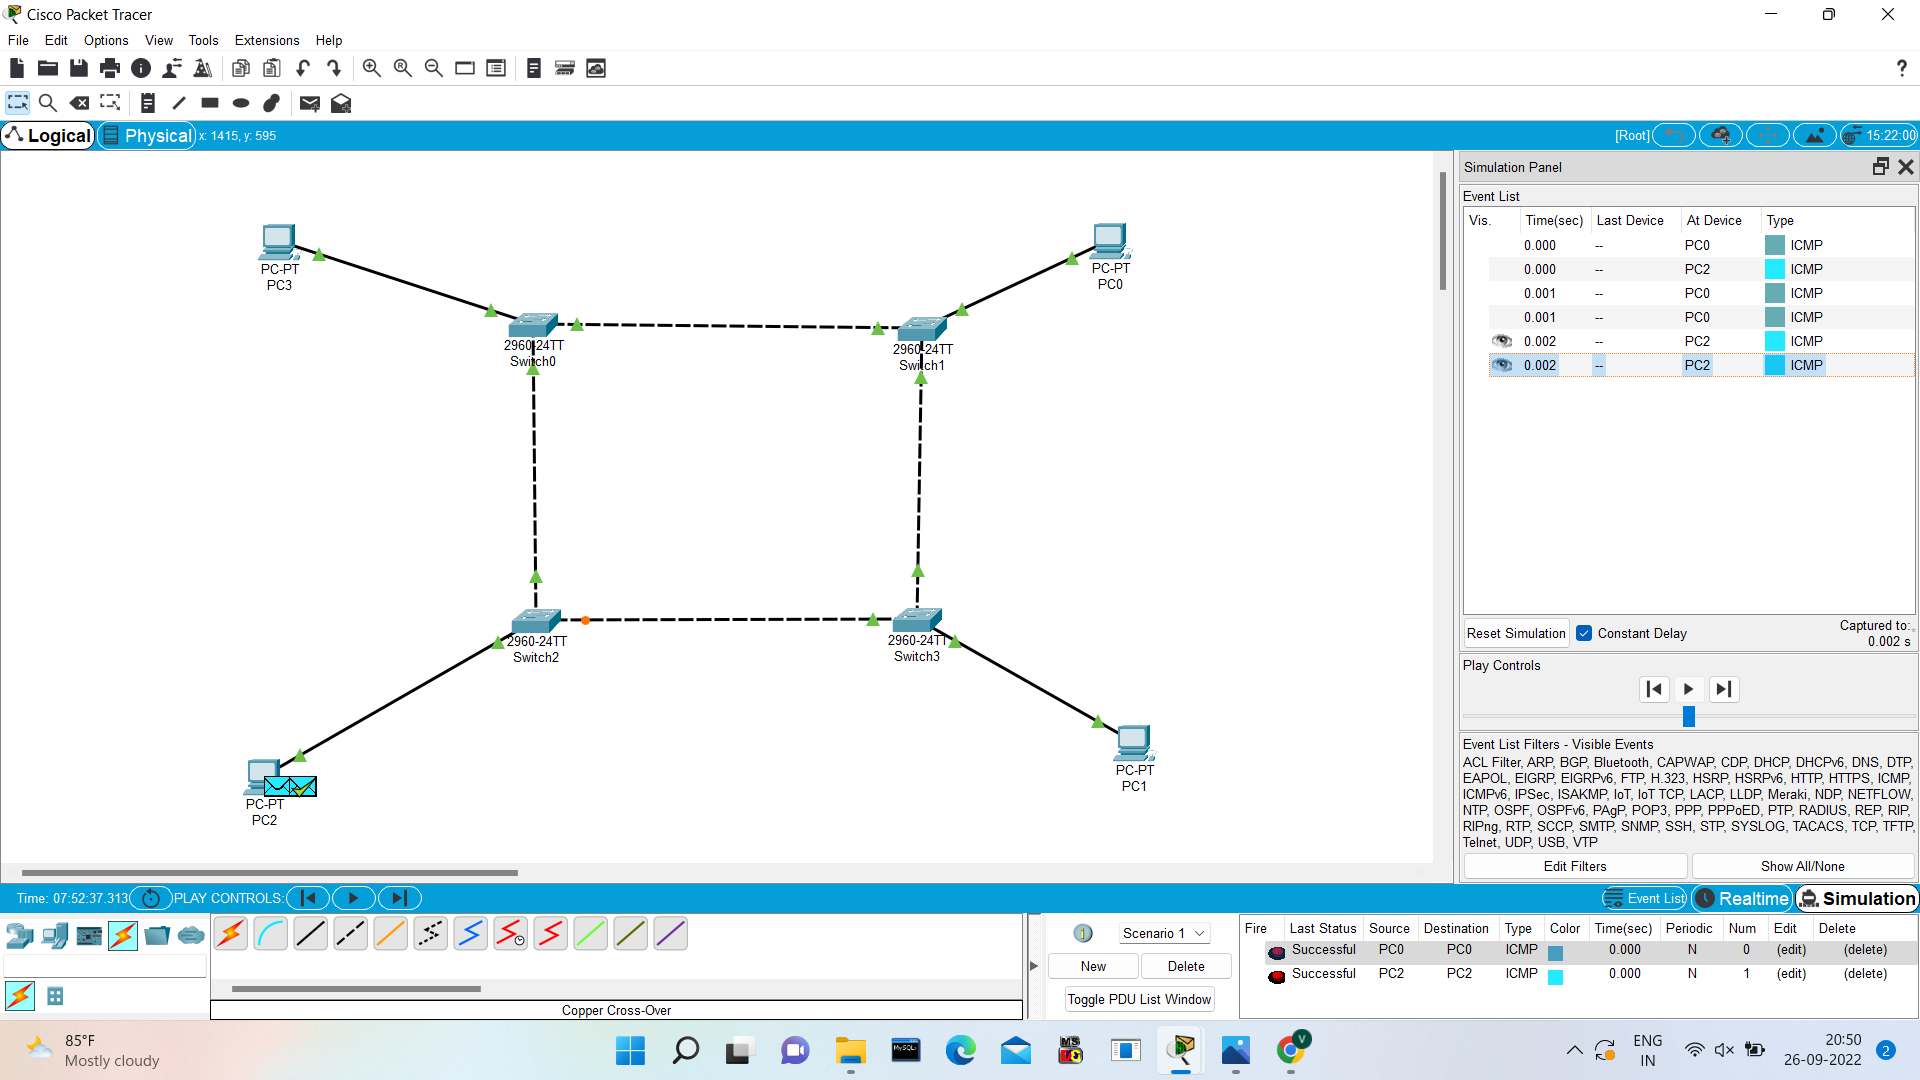 Cisco Packet Tracer
File Edit Options View Tools Extensions Help
?
Logical Physical x: 1415, y: 595 [Root] 15:22:00
PC-PT
PC3
PC-PT
PC0
2960-24TT
Switch0
2960-24TT
Switch1
2960-24TT
Switch2
2960-24TT
Switch3
PC-PT
PC2
PC-PT
PC1
Simulation Panel
Event List
Vis. Time(sec) Last Device At Device Type
0.000 -- PC0 ICMP
0.000 -- PC2 ICMP
0.001 -- PC0 ICMP
0.001 -- PC0 ICMP
0.002 -- PC2 ICMP
0.002 -- PC2 ICMP
Reset Simulation Constant Delay Captured to:
0.002 s
Play Controls
Event List Filters - Visible Events
ACL Filter, ARP, BGP, Bluetooth, CAPWAP, CDP, DHCP, DHCPv6, DNS, DTP,
EAPOL, EIGRP, EIGRPv6, FTP, H.323, HSRP, HSRPv6, HTTP, HTTPS, ICMP,
ICMPv6, IPSec, ISAKMP, IoT, IoT TCP, LACP, LLDP, Meraki, NDP, NETFLOW,
NTP, OSPF, OSPFv6, PAgP, POP3, PPP, PPPoED, PTP, RADIUS, REP, RIP,
RIPng, RTP, SCCP, SMTP, SNMP, SSH, STP, SYSLOG, TACACS, TCP, TFTP,
Telnet, UDP, USB, VTP
Edit Filters Show All/None
Time: 07:52:37.313 PLAY CONTROLS: Event List Realtime Simulation
Copper Cross-Over
1 Scenario 1
New Delete
Toggle PDU List Window
Fire Last Status Source Destination Type Color Time(sec) Periodic Num Edit Delete
Successful PC0 PC0 ICMP 0.000 N 0 (edit) (delete)
Successful PC2 PC2 ICMP 0.000 N 1 (edit) (delete)
85°F
Mostly cloudy
MySQL
MS
V
ENG
IN
20:50
26-09-2022
2